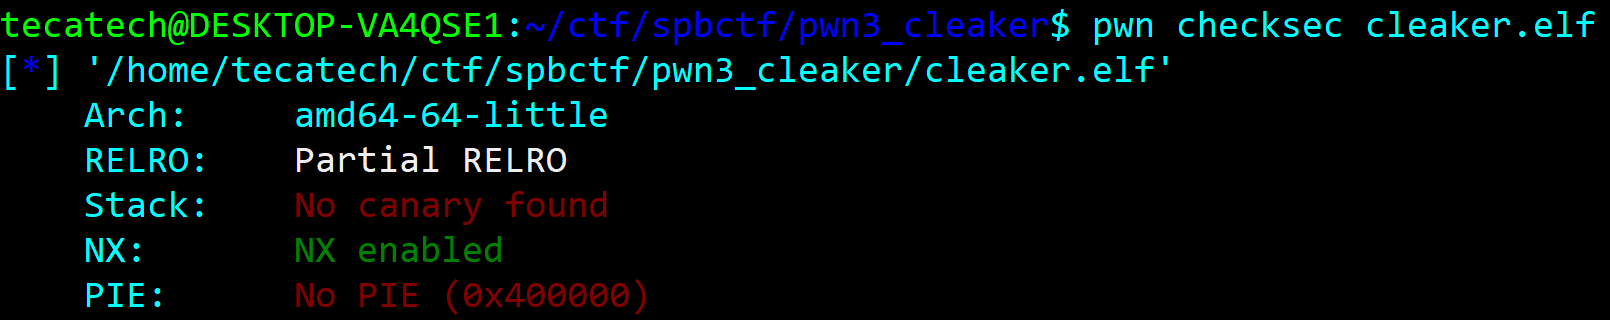 tecatech@DESKTOP-VA4QSE1:~/ctf/spbctf/pwn3_cleaker$ pwn checksec cleaker.elf
[*] '/home/tecatech/ctf/spbctf/pwn3_cleaker/cleaker.elf'
    Arch:     amd64-64-little
    RELRO:    Partial RELRO
    Stack:    No canary found
    NX:       NX enabled
    PIE:      No PIE (0x400000)